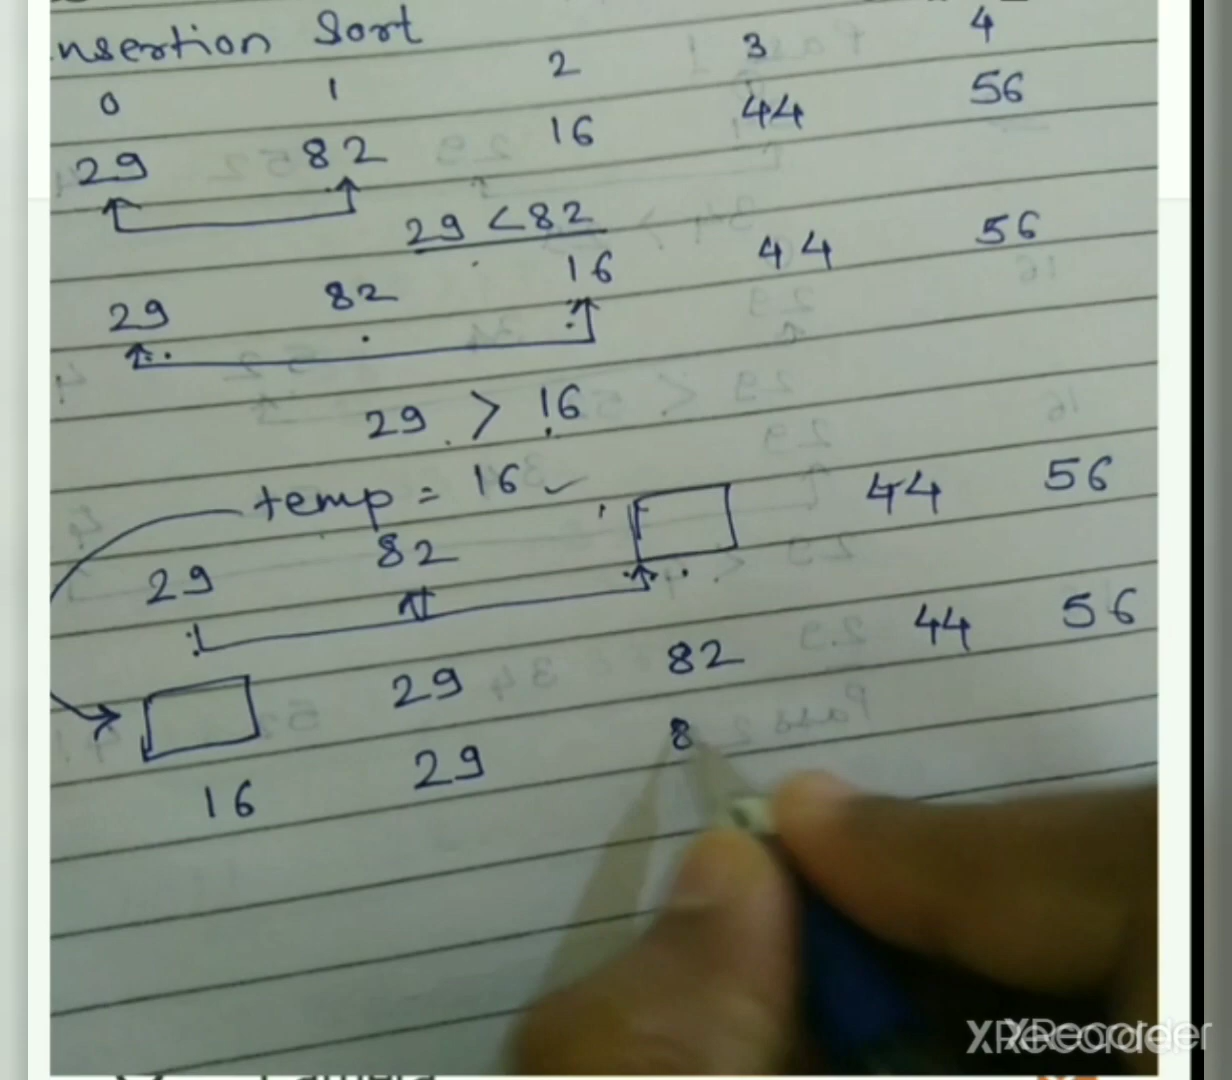 nsertion Sort
0 1 2 3 4
29 82 16 44 56
29 < 82
29 82 16 44 56
29 > 16
temp = 16
29 82 44 56
29 82 44 56
16 29 8
XRecorder